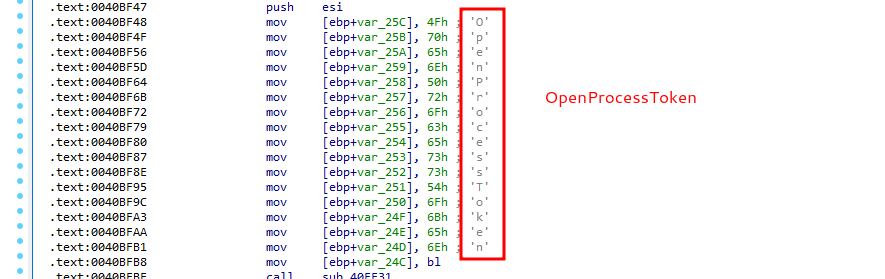 .text:0040BF47 push esi
.text:0040BF48 mov [ebp+var_25C], 4Fh ; 'O'
.text:0040BF4F mov [ebp+var_25B], 70h ; 'p'
.text:0040BF56 mov [ebp+var_25A], 65h ; 'e'
.text:0040BF5D mov [ebp+var_259], 6Eh ; 'n'
.text:0040BF64 mov [ebp+var_258], 50h ; 'P'
.text:0040BF6B mov [ebp+var_257], 72h ; 'r'
.text:0040BF72 mov [ebp+var_256], 6Fh ; 'o'
.text:0040BF79 mov [ebp+var_255], 63h ; 'c'
.text:0040BF80 mov [ebp+var_254], 65h ; 'e'
.text:0040BF87 mov [ebp+var_253], 73h ; 's'
.text:0040BF8E mov [ebp+var_252], 73h ; 's'
.text:0040BF95 mov [ebp+var_251], 54h ; 'T'
.text:0040BF9C mov [ebp+var_250], 6Fh ; 'o'
.text:0040BFA3 mov [ebp+var_24F], 6Bh ; 'k'
.text:0040BFAA mov [ebp+var_24E], 65h ; 'e'
.text:0040BFB1 mov [ebp+var_24D], 6Eh ; 'n'
.text:0040BFB8 mov [ebp+var_24C], bl
.text:0040BFBE call
OpenProcessToken